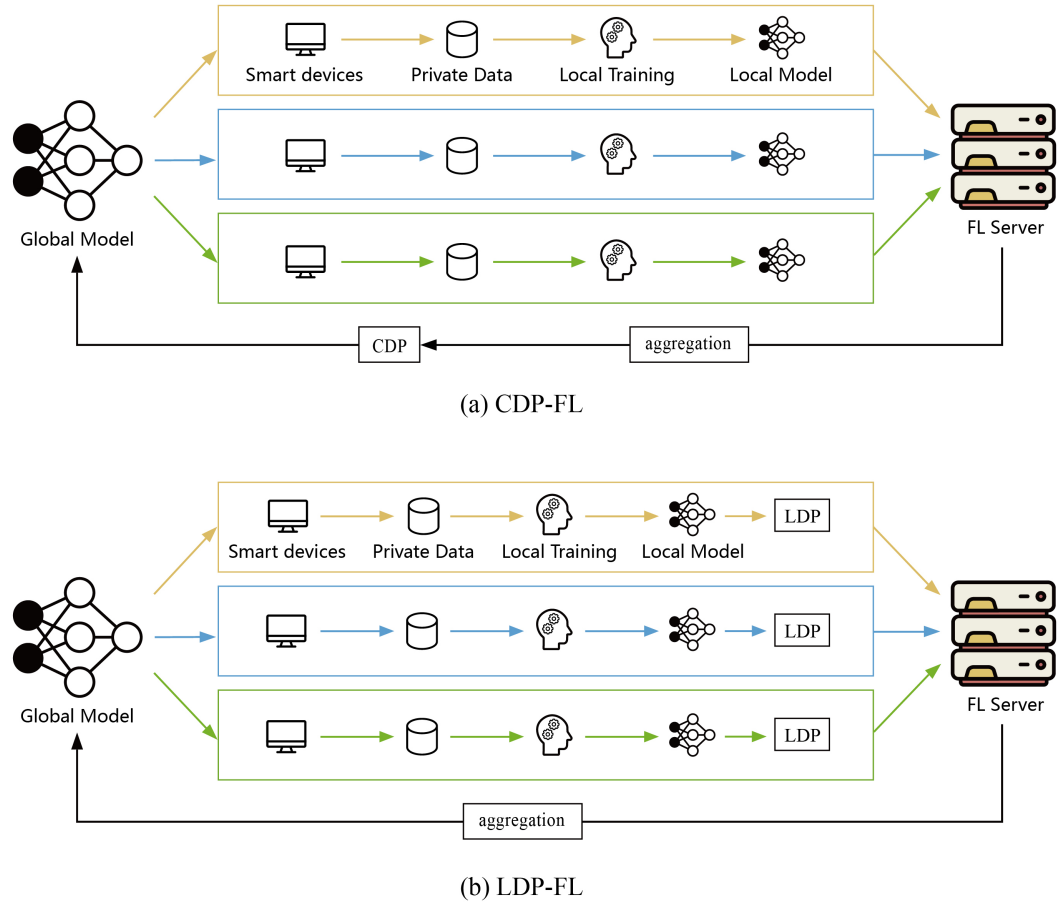 Smart devices Private Data Local Training Local Model
Global Model
FL Server
CDP
aggregation
(a) CDP-FL
LDP
Smart devices Private Data Local Training Local Model
LDP
LDP
Global Model
FL Server
aggregation
(b) LDP-FL